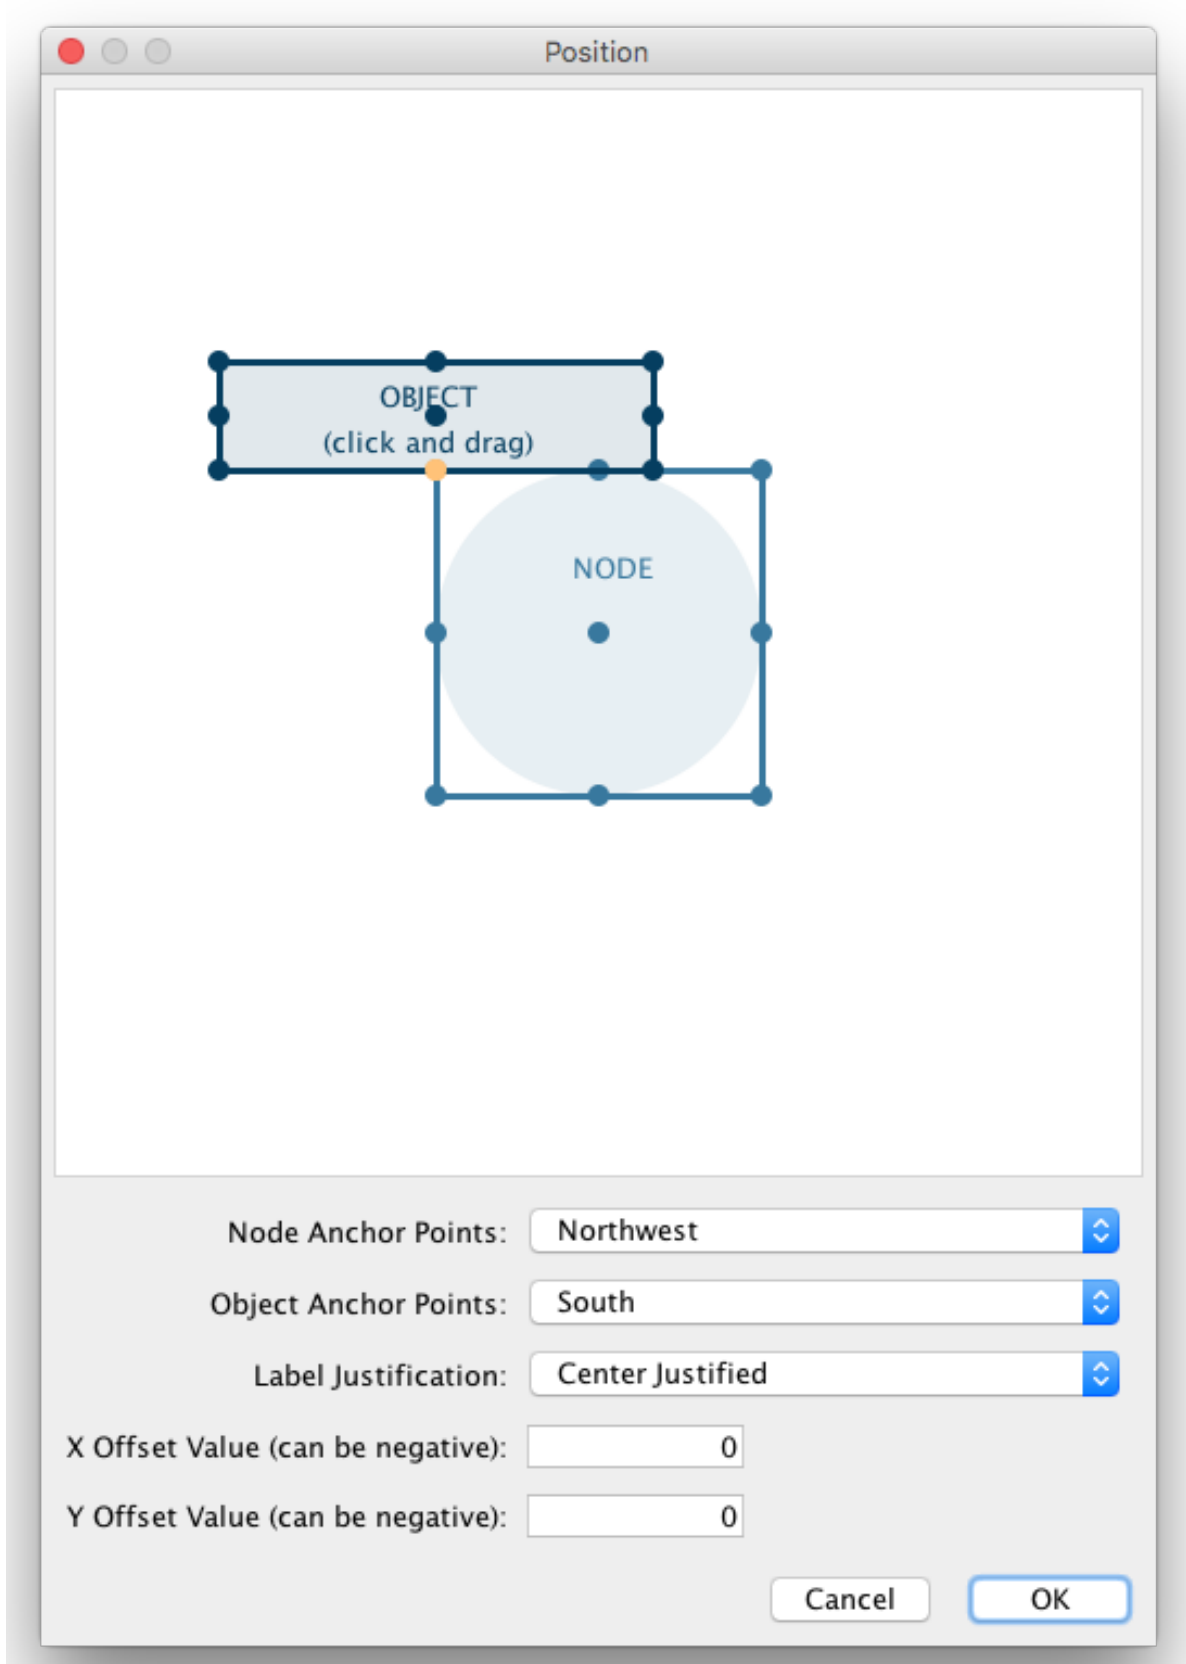 Position
OBJECT
(click and drag)
NODE
Node Anchor Points: Northwest
Object Anchor Points: South
Label Justification: Center Justified
X Offset Value (can be negative): 0
Y Offset Value (can be negative): 0
Cancel OK